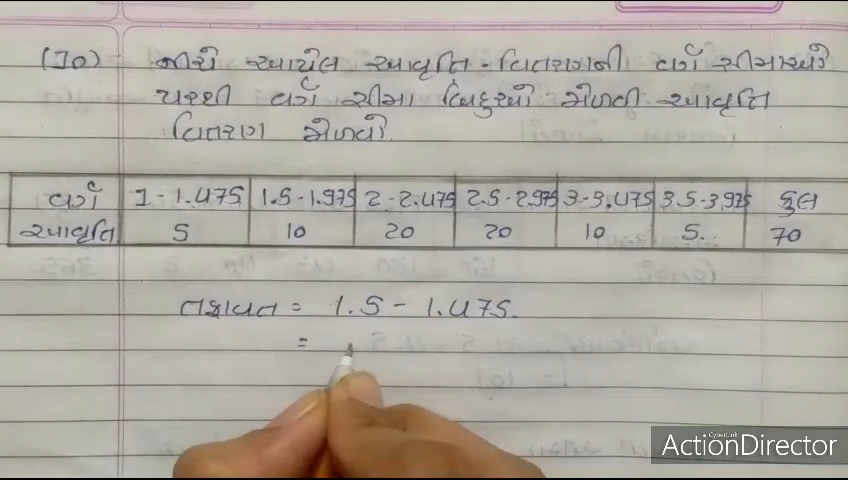 (10) નીચે આપેલ આવૃત્તિ - વિતરણની વર્ગ સીમાઓ
પરથી વર્ગ સીમા બિંદુઓ મેળવી આવૃત્તિ
વિતરણ મેળવો.
વર્ગ 1 - 1.475 1.5 - 1.975 2 - 2.475 2.5 - 2.975 3 - 3.475 3.5 - 3.975 કુલ
આવૃત્તિ 5 10 20 20 10 5. 70
તફાવત = 1.5 - 1.475.
=
CyberLink
ActionDirector